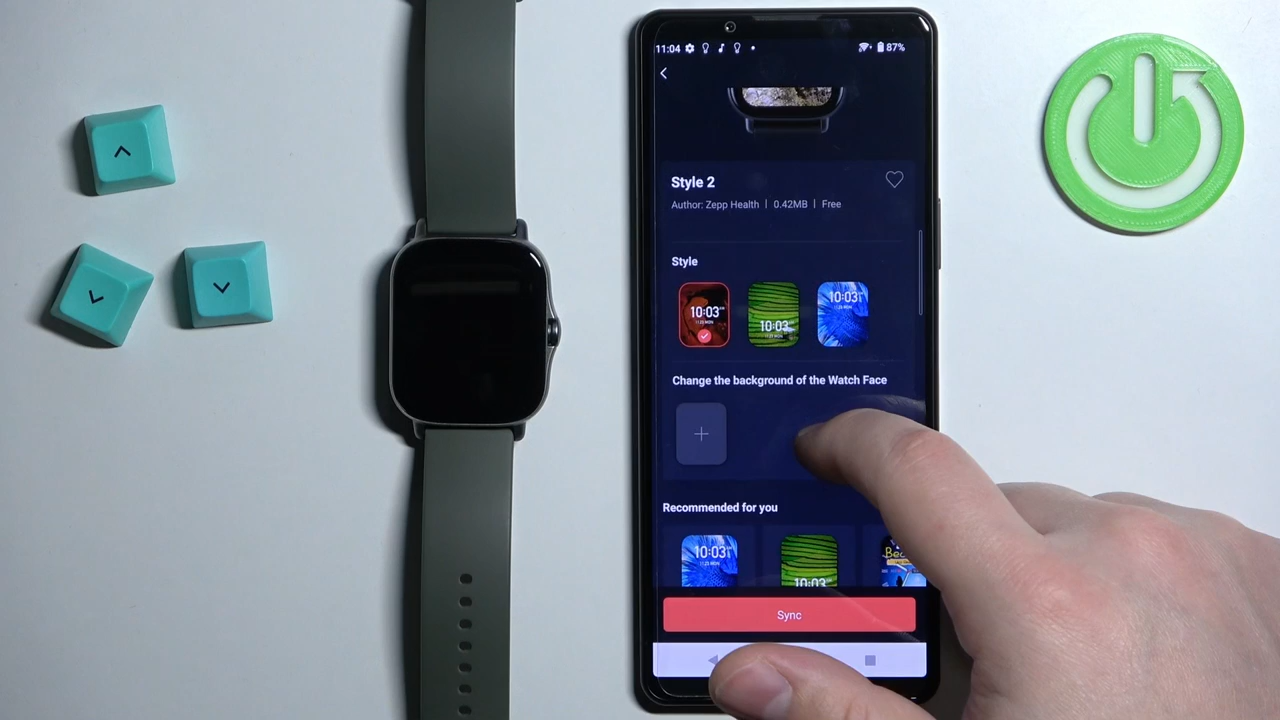 11:04
87%
Style 2
Author: Zepp Health | 0.42MB | Free
Style
10:03
10:03
10:03
Change the background of the Watch Face
+
Recommended for you
10:03
10:03
Sync